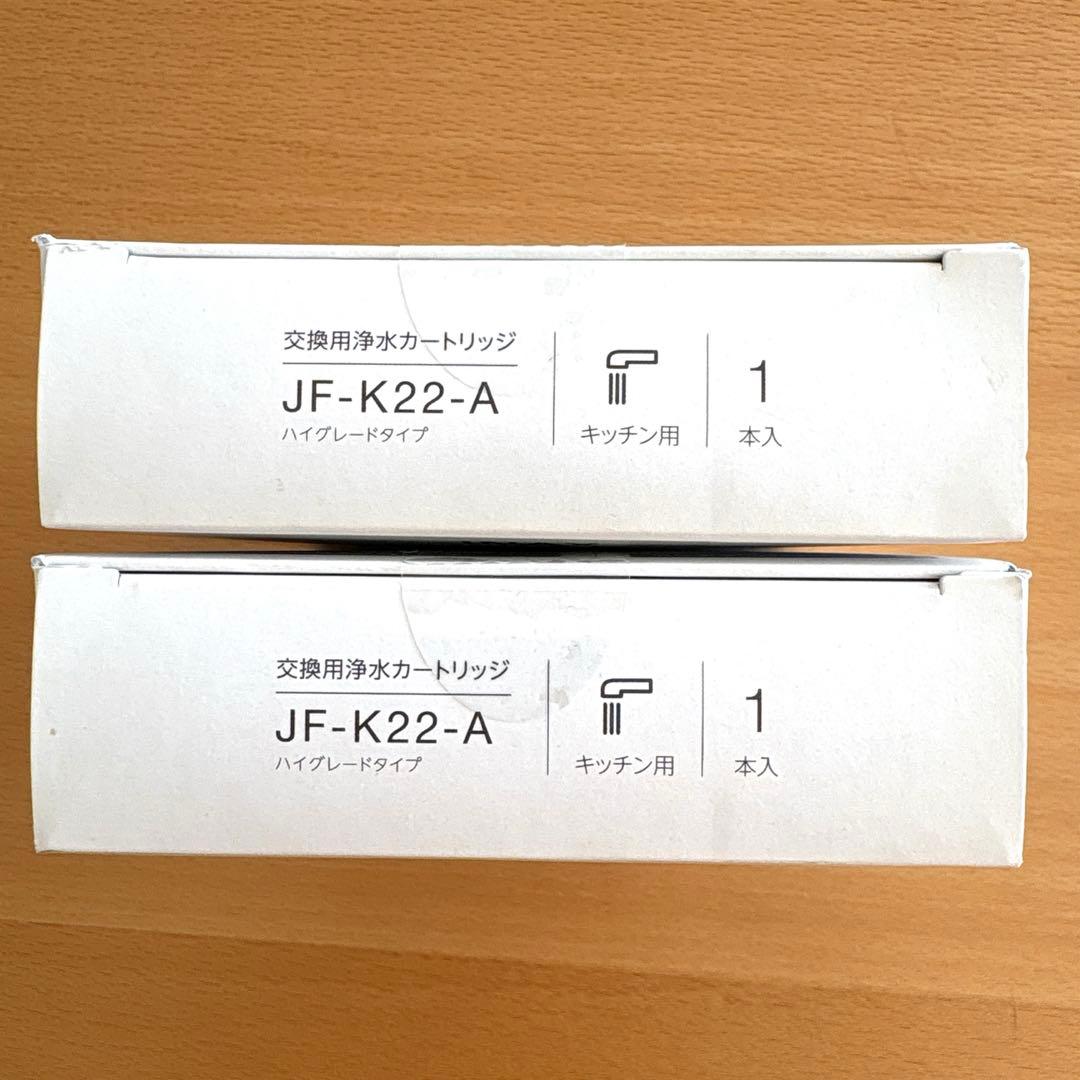 交換用浄水カートリッジ
JF-K22-A
ハイグレードタイプ
キッチン用
1
本入
交換用浄水カートリッジ
JF-K22-A
ハイグレードタイプ
キッチン用
1
本入